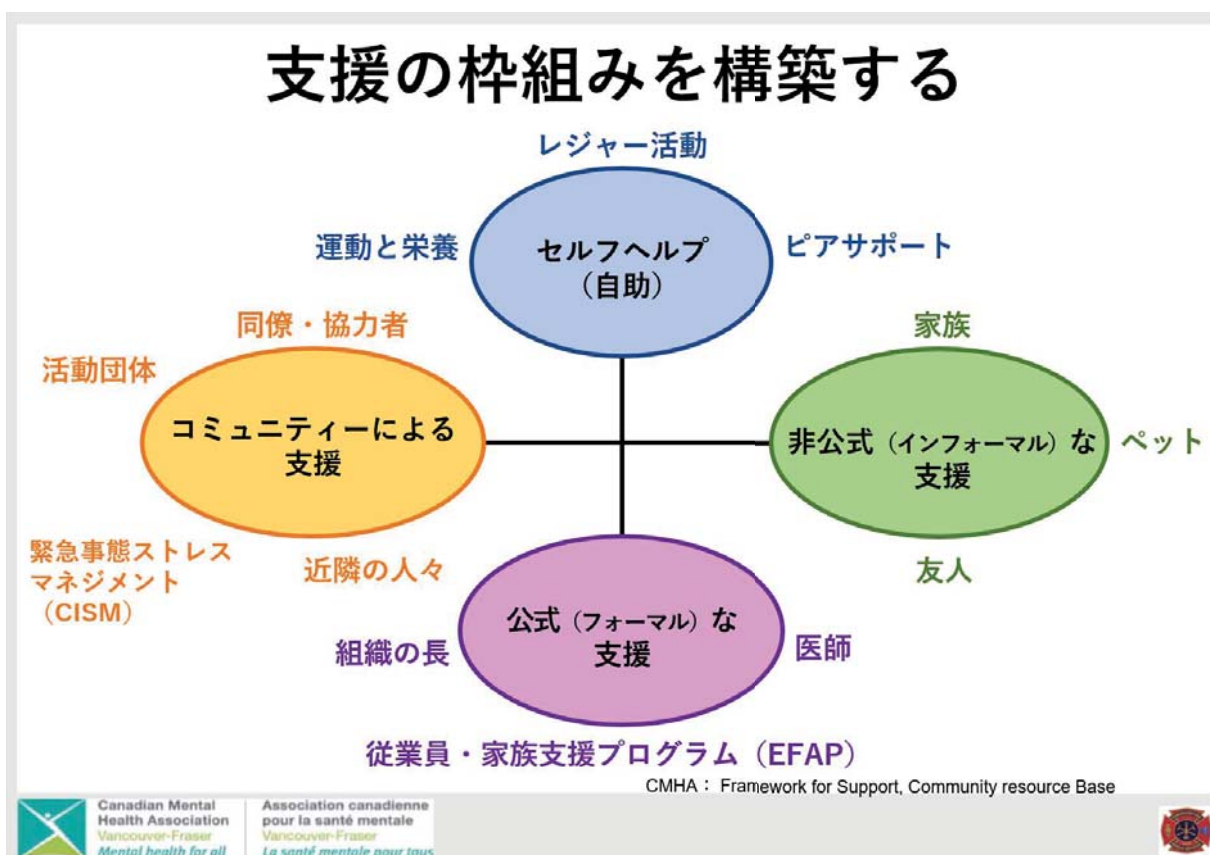 支援の枠組みを構築する
レジャー活動
運動と栄養
セルフヘルプ
（自助）
ピアサポート
同僚・協力者
家族
活動団体
コミュニティーによる
支援
非公式（インフォーマル）な
支援
ペット
緊急事態ストレス
マネジメント
（CISM）
近隣の人々
友人
組織の長
公式（フォーマル）な
支援
医師
従業員・家族支援プログラム（EFAP）
CMHA： Framework for Support, Community resource Base
Canadian Mental
Health Association
Vancouver-Fraser
Mental health for all
Association canadienne
pour la santé mentale
Vancouver-Fraser
La santé mentale pour tous